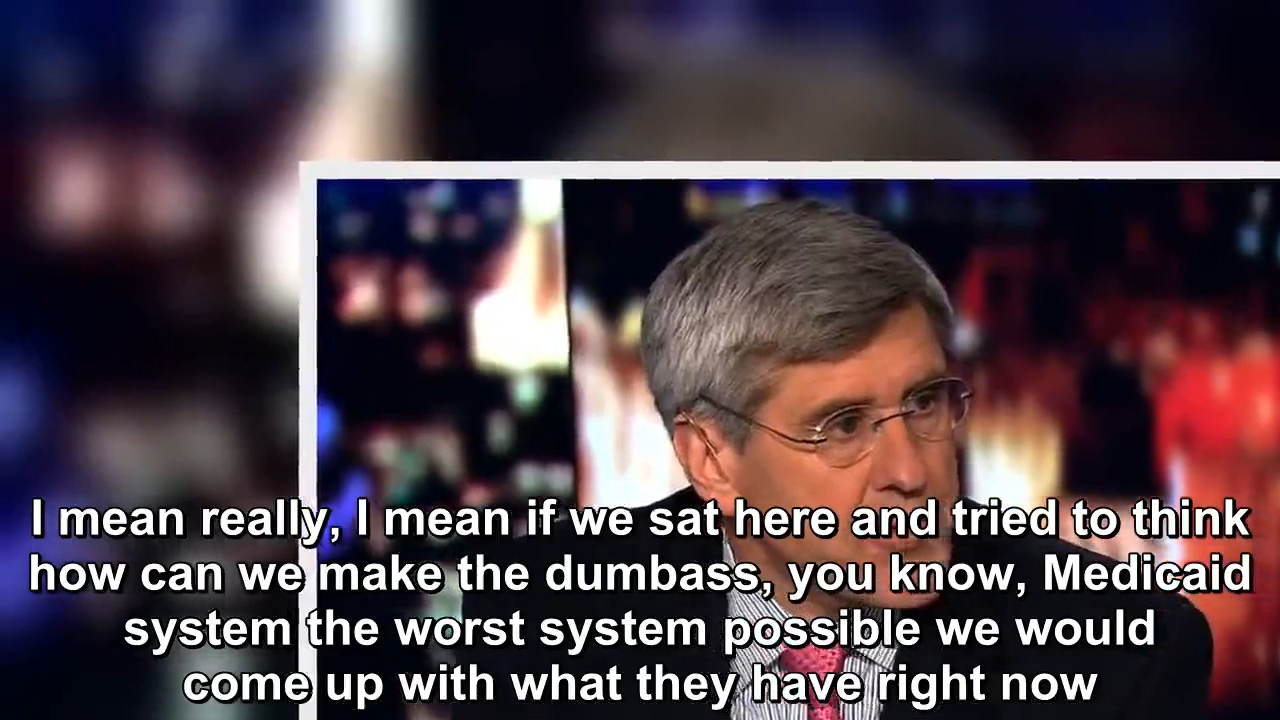 I mean really, I mean if we sat here and tried to think
how can we make the dumbass, you know, Medicaid
system the worst system possible we would
come up with what they have right now